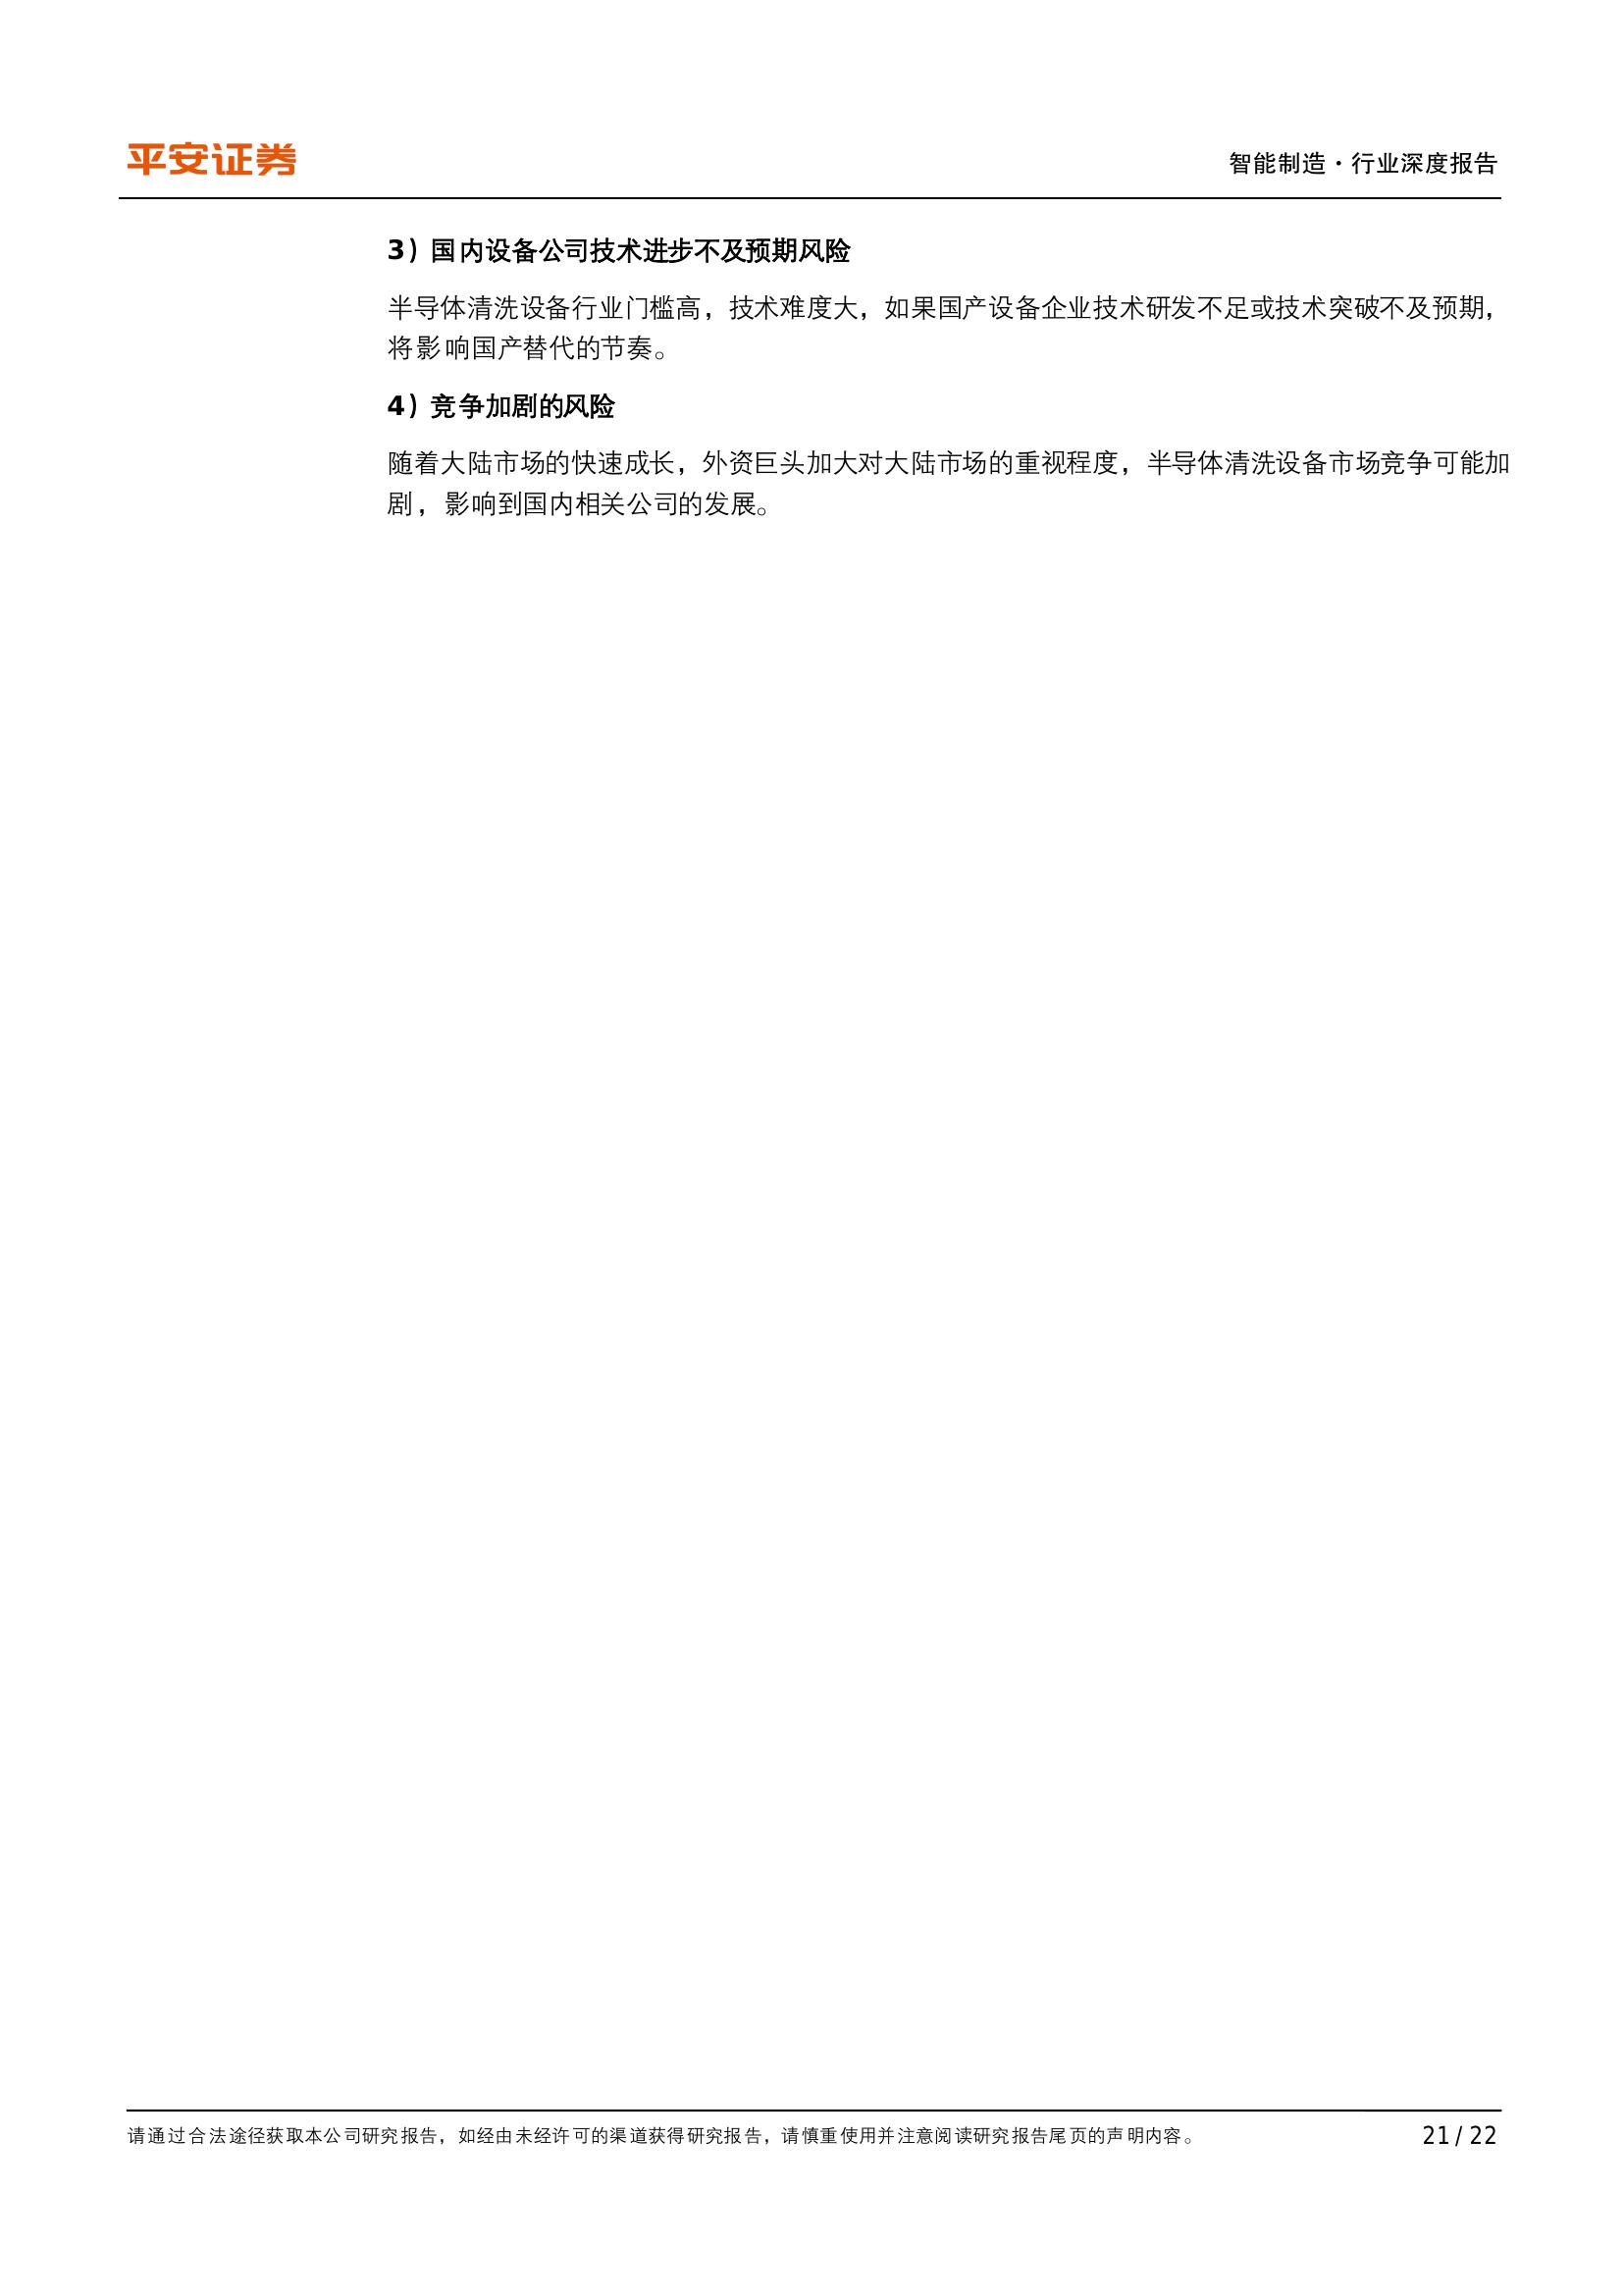 平安证券
智能制造·行业深度报告
3）国内设备公司技术进步不及预期风险
半导体清洗设备行业门槛高，技术难度大，如果国产设备企业技术研发不足或技术突破不及预期，
将影响国产替代的节奏。
4）竞争加剧的风险
随着大陆市场的快速成长，外资巨头加大对大陆市场的重视程度，半导体清洗设备市场竞争可能加
剧，影响到国内相关公司的发展。
请通过合法途径获取本公司研究报告，如经由未经许可的渠道获得研究报告，请慎重使用并注意阅读研究报告尾页的声明内容。
21 / 22